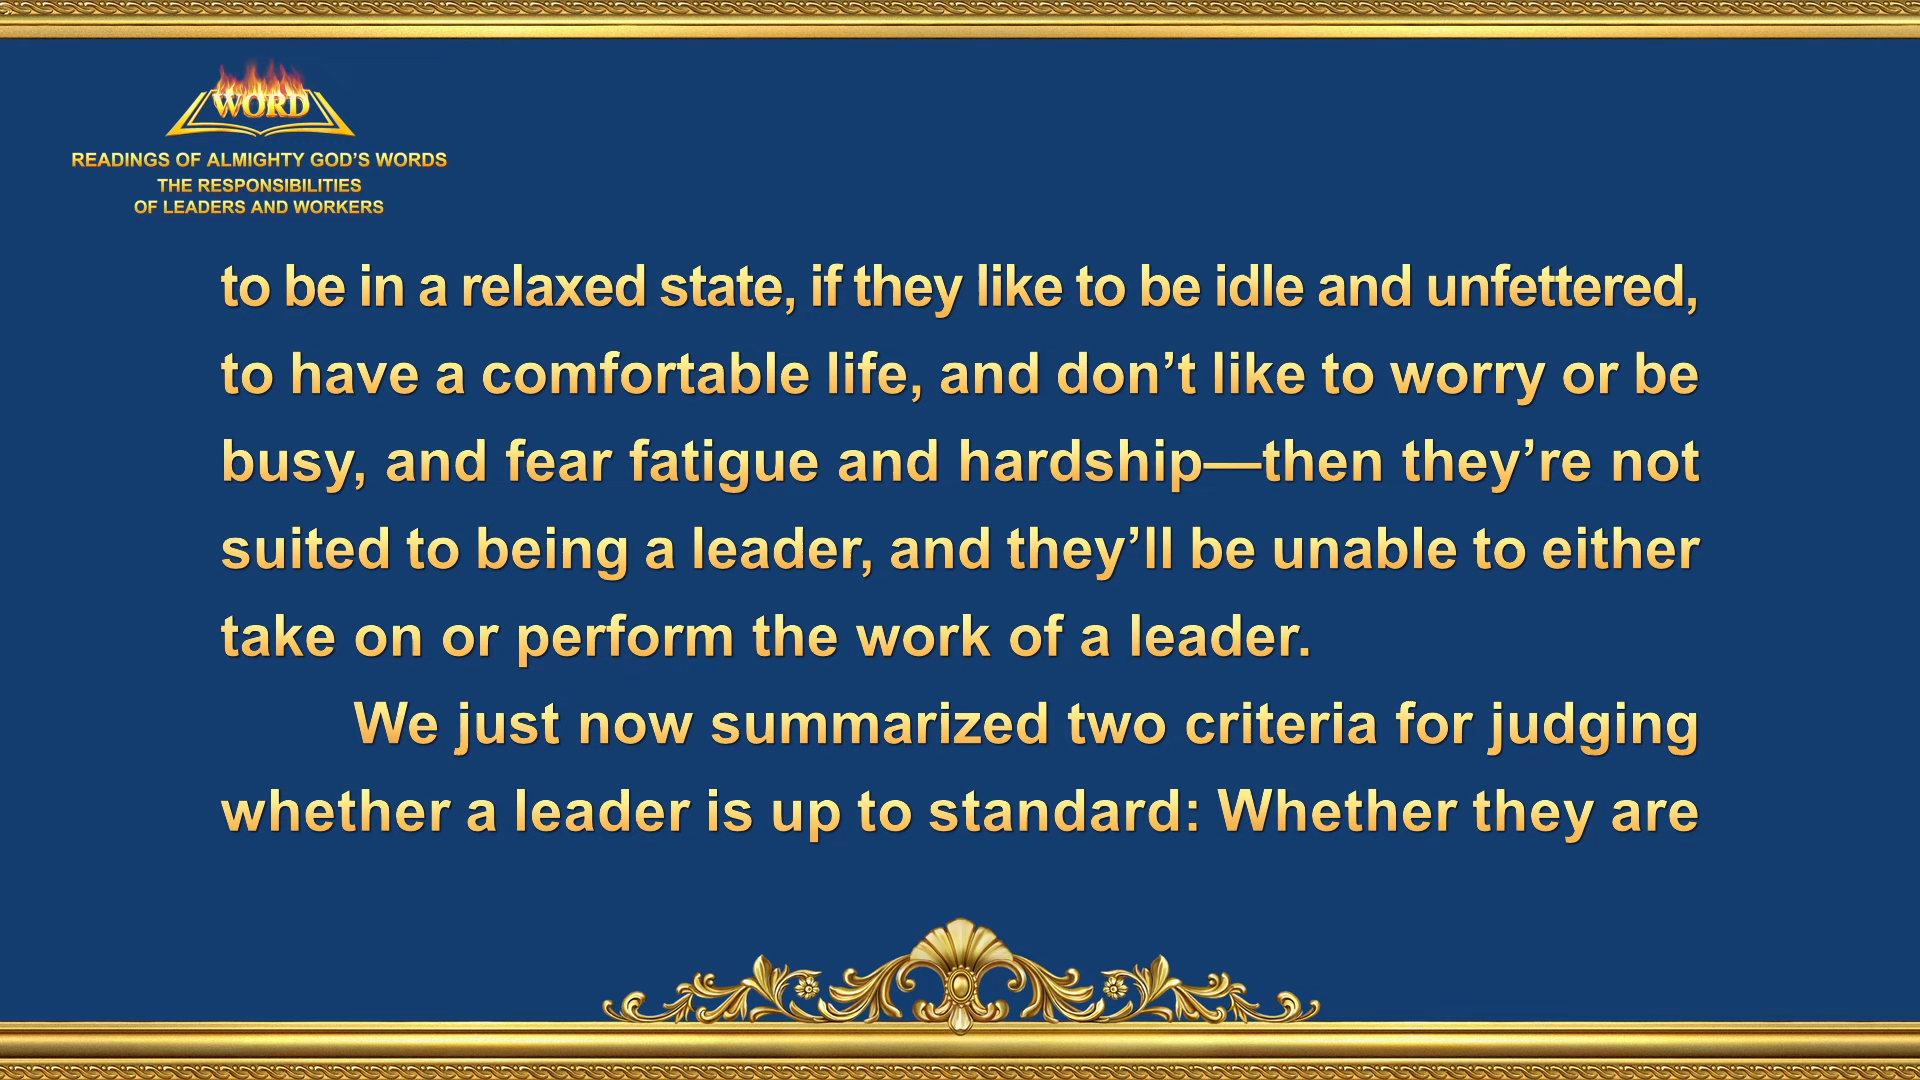 WORD
READINGS OF ALMIGHTY GOD’S WORDS
THE RESPONSIBILITIES
OF LEADERS AND WORKERS
to be in a relaxed state, if they like to be idle and unfettered,
to have a comfortable life, and don’t like to worry or be
busy, and fear fatigue and hardship—then they’re not
suited to being a leader, and they’ll be unable to either
take on or perform the work of a leader.
We just now summarized two criteria for judging
whether a leader is up to standard: Whether they are